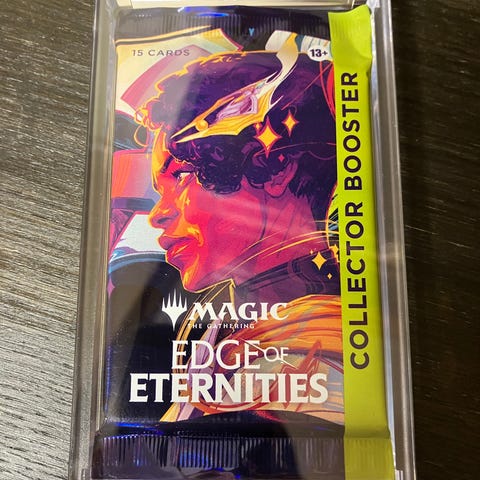 15 CARDS
13+
MAGIC
THE GATHERING
EDGE OF
ETERNITIES
COLLECTOR BOOSTER